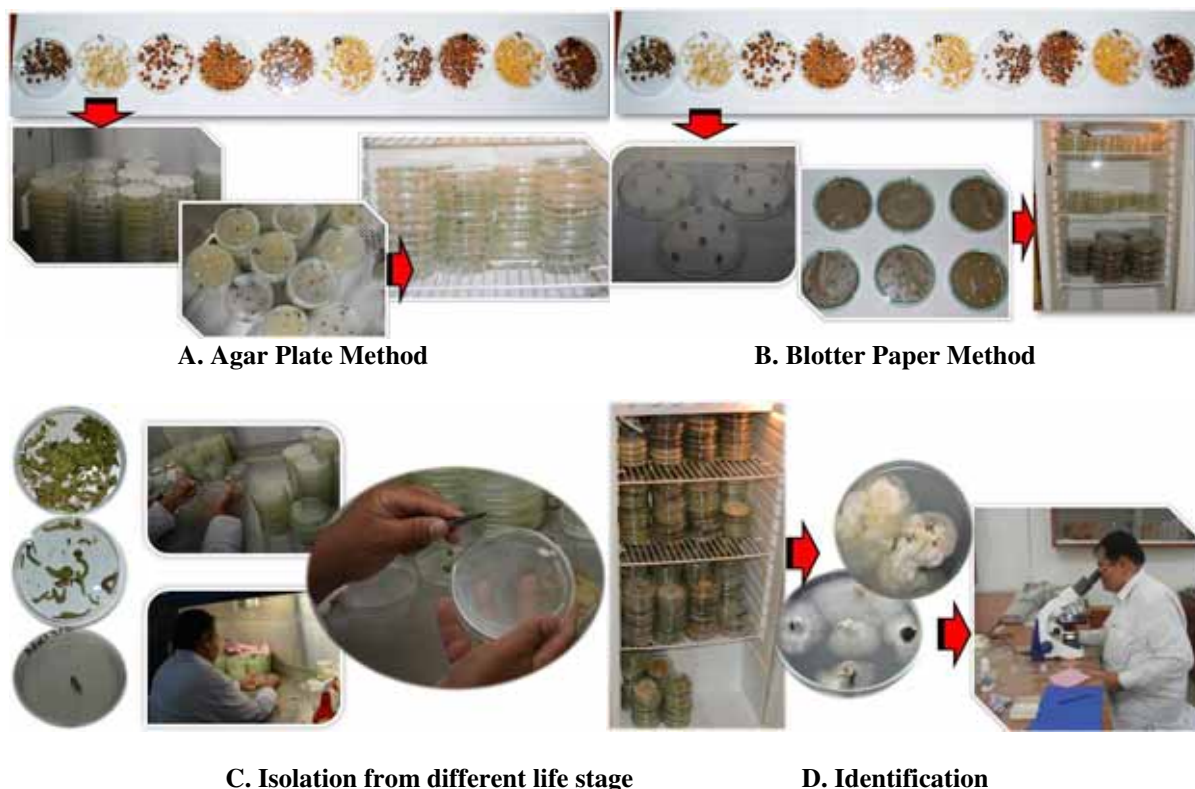 A. Agar Plate Method
B. Blotter Paper Method
C. Isolation from different life stage
D. Identification